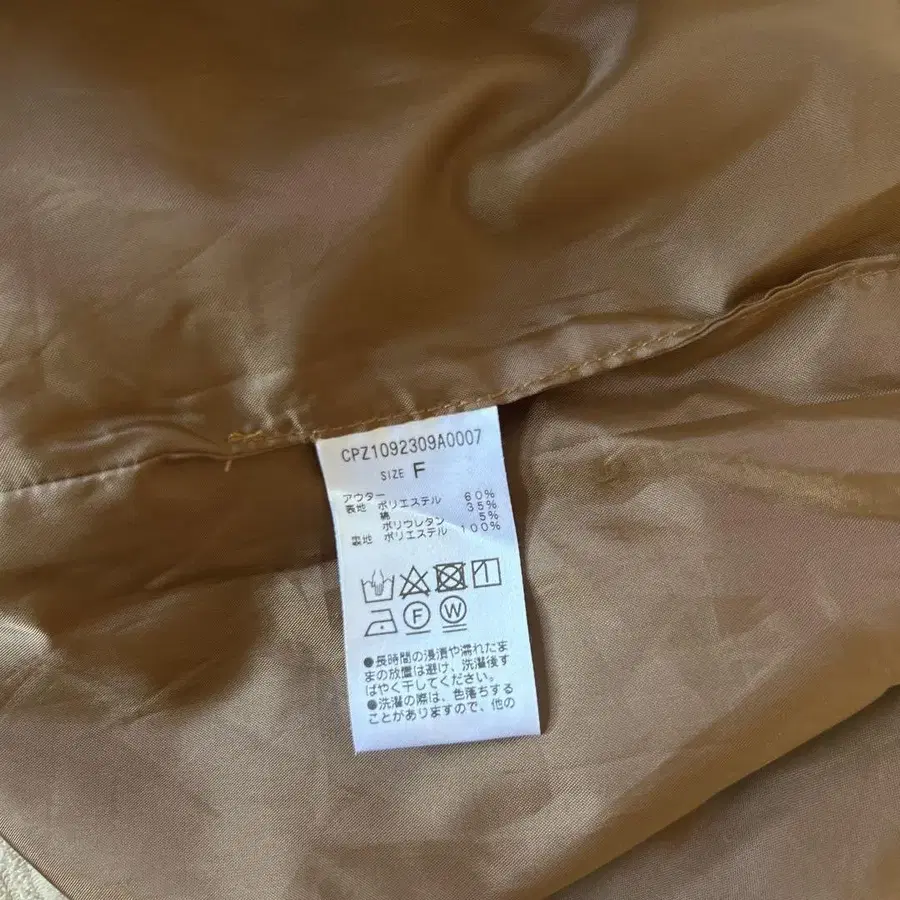 CPZ1092309A0007
SIZE F
アウター
表地 ポリエステル 60%
綿 35%
ポリウレタン 5%
裏地 ポリエステル 100%
F W
●長時間の浸漬や濡れたま
まの放置は避け、洗濯後す
ばやく干してください。
●洗濯の際は、色落ちする
ことがありますので、他の